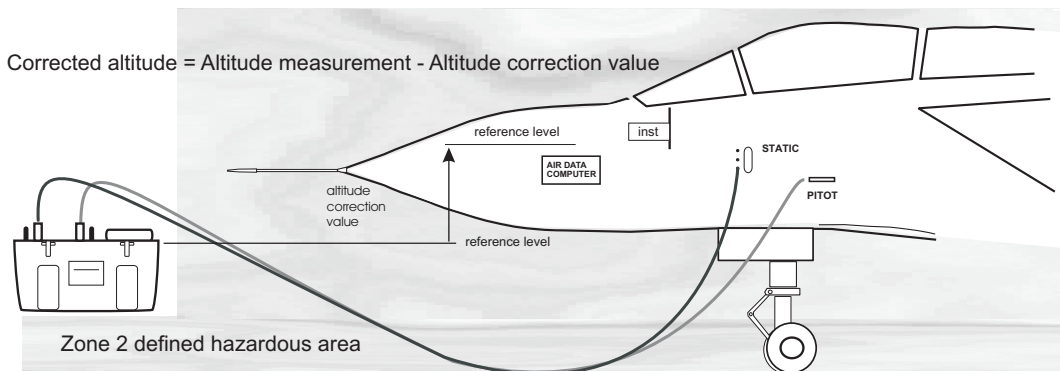 Corrected altitude = Altitude measurement - Altitude correction value
reference level
inst
STATIC
AIR DATA
COMPUTER
altitude
correction
value
PITOT
reference level
Zone 2 defined hazardous area